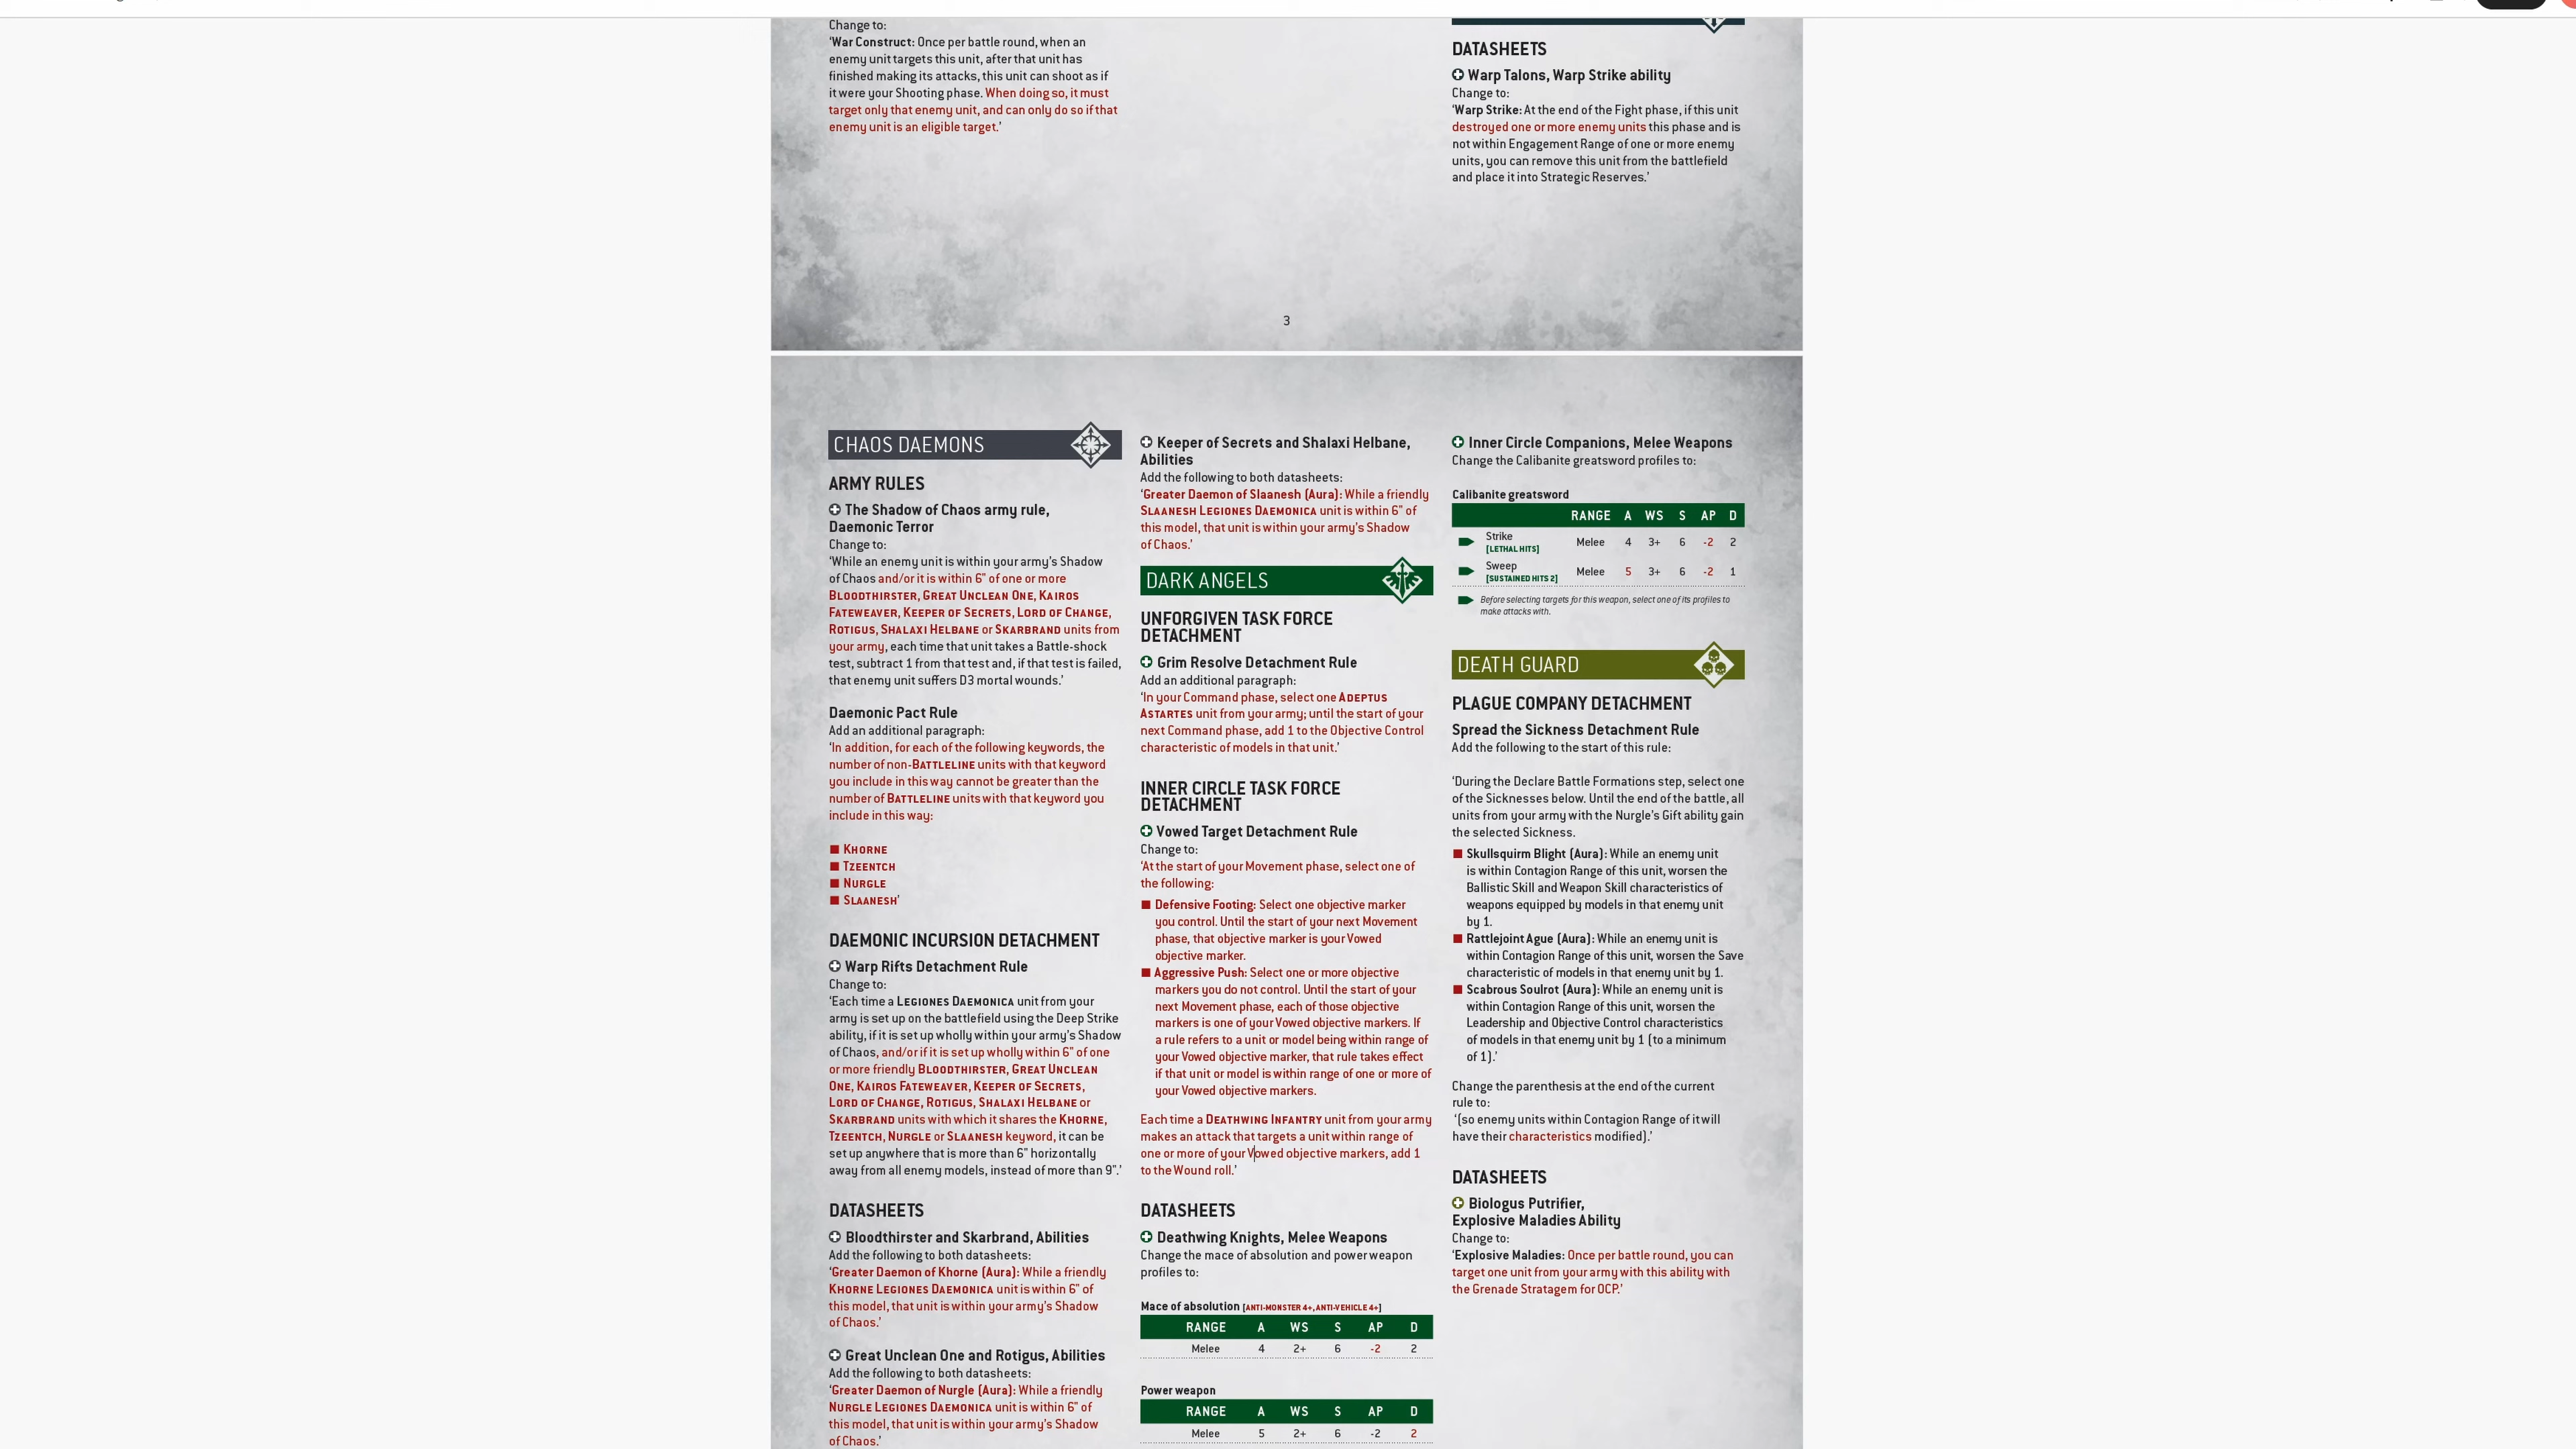 Change to:
‘War Construct: Once per battle round, when an
enemy unit targets this unit, after that unit has
finished making its attacks, this unit can shoot as if
it were your Shooting phase. When doing so, it must
target only that enemy unit, and can only do so if that
enemy unit is an eligible target.’
DATASHEETS
Warp Talons, Warp Strike ability
Change to:
‘Warp Strike: At the end of the Fight phase, if this unit
destroyed one or more enemy units this phase and is
not within Engagement Range of one or more enemy
units, you can remove this unit from the battlefield
and place it into Strategic Reserves.’
3
CHAOS DAEMONS
ARMY RULES
The Shadow of Chaos army rule,
Daemonic Terror
Change to:
‘While an enemy unit is within your army’s Shadow
of Chaos and/or it is within 6" of one or more
BLOODTHIRSTER, GREAT UNCLEAN ONE, KAIROS
FATEWEAVER, KEEPER OF SECRETS, LORD OF CHANGE,
ROTIGUS, SHALAXI HELBANE or SKARBRAND units from
your army, each time that unit takes a Battle-shock
test, subtract 1 from that test and, if that test is failed,
that enemy unit suffers D3 mortal wounds.’
Daemonic Pact Rule
Add an additional paragraph:
‘In addition, for each of the following keywords, the
number of non-BATTLELINE units with that keyword
you include in this way cannot be greater than the
number of BATTLELINE units with that keyword you
include in this way:
■ KHORNE
■ TZEENTCH
■ NURGLE
■ SLAANESH’
DAEMONIC INCURSION DETACHMENT
Warp Rifts Detachment Rule
Change to:
‘Each time a LEGIONES DAEMONICA unit from your
army is set up on the battlefield using the Deep Strike
ability, if it is set up wholly within your army’s Shadow
of Chaos, and/or if it is set up wholly within 6" of one
or more friendly BLOODTHIRSTER, GREAT UNCLEAN
ONE, KAIROS FATEWEAVER, KEEPER OF SECRETS,
LORD OF CHANGE, ROTIGUS, SHALAXI HELBANE or
SKARBRAND units with which it shares the KHORNE,
TZEENTCH, NURGLE or SLAANESH keyword, it can be
set up anywhere that is more than 6" horizontally
away from all enemy models, instead of more than 9".’
DATASHEETS
Bloodthirster and Skarbrand, Abilities
Add the following to both datasheets:
‘Greater Daemon of Khorne (Aura): While a friendly
KHORNE LEGIONES DAEMONICA unit is within 6" of
this model, that unit is within your army’s Shadow
of Chaos.’
Great Unclean One and Rotigus, Abilities
Add the following to both datasheets:
‘Greater Daemon of Nurgle (Aura): While a friendly
NURGLE LEGIONES DAEMONICA unit is within 6" of
this model, that unit is within your army’s Shadow
of Chaos.’
Keeper of Secrets and Shalaxi Helbane,
Abilities
Add the following to both datasheets:
‘Greater Daemon of Slaanesh (Aura): While a friendly
SLAANESH LEGIONES DAEMONICA unit is within 6" of
this model, that unit is within your army’s Shadow
of Chaos.’
DARK ANGELS
UNFORGIVEN TASK FORCE
DETACHMENT
Grim Resolve Detachment Rule
Add an additional paragraph:
‘In your Command phase, select one ADEPTUS
ASTARTES unit from your army; until the start of your
next Command phase, add 1 to the Objective Control
characteristic of models in that unit.’
INNER CIRCLE TASK FORCE
DETACHMENT
Vowed Target Detachment Rule
Change to:
‘At the start of your Movement phase, select one of
the following:
■ Defensive Footing: Select one objective marker
you control. Until the start of your next Movement
phase, that objective marker is your Vowed
objective marker.
■ Aggressive Push: Select one or more objective
markers you do not control. Until the start of your
next Movement phase, each of those objective
markers is one of your Vowed objective markers. If
a rule refers to a unit or model being within range of
your Vowed objective marker, that rule takes effect
if that unit or model is within range of one or more of
your Vowed objective markers.
Each time a DEATHWING INFANTRY unit from your army
makes an attack that targets a unit within range of
one or more of your Vowed objective markers, add 1
to the Wound roll.’
DATASHEETS
Deathwing Knights, Melee Weapons
Change the mace of absolution and power weapon
profiles to:
Mace of absolution [ANTI-MONSTER 4+, ANTI-VEHICLE 4+]
RANGE A WS S AP D
Melee 4 2+ 6 -2 2
Power weapon
RANGE A WS S AP D
Melee 5 2+ 6 -2 2
Inner Circle Companions, Melee Weapons
Change the Calibanite greatsword profiles to:
Calibanite greatsword
RANGE A WS S AP D
Strike
[LETHAL HITS] Melee 4 3+ 6 -2 2
Sweep
[SUSTAINED HITS 2] Melee 5 3+ 6 -2 1
Before selecting targets for this weapon, select one of its profiles to
make attacks with.
DEATH GUARD
PLAGUE COMPANY DETACHMENT
Spread the Sickness Detachment Rule
Add the following to the start of this rule:
‘During the Declare Battle Formations step, select one
of the Sicknesses below. Until the end of the battle, all
units from your army with the Nurgle’s Gift ability gain
the selected Sickness.
■ Skullsquirm Blight (Aura): While an enemy unit
is within Contagion Range of this unit, worsen the
Ballistic Skill and Weapon Skill characteristics of
weapons equipped by models in that enemy unit
by 1.
■ Rattlejoint Ague (Aura): While an enemy unit is
within Contagion Range of this unit, worsen the Save
characteristic of models in that enemy unit by 1.
■ Scabrous Soulrot (Aura): While an enemy unit is
within Contagion Range of this unit, worsen the
Leadership and Objective Control characteristics
of models in that enemy unit by 1 (to a minimum
of 1).’
Change the parenthesis at the end of the current
rule to:
‘(so enemy units within Contagion Range of it will
have their characteristics modified).’
DATASHEETS
Biologus Putrifier,
Explosive Maladies Ability
Change to:
‘Explosive Maladies: Once per battle round, you can
target one unit from your army with this ability with
the Grenade Stratagem for 0CP.’